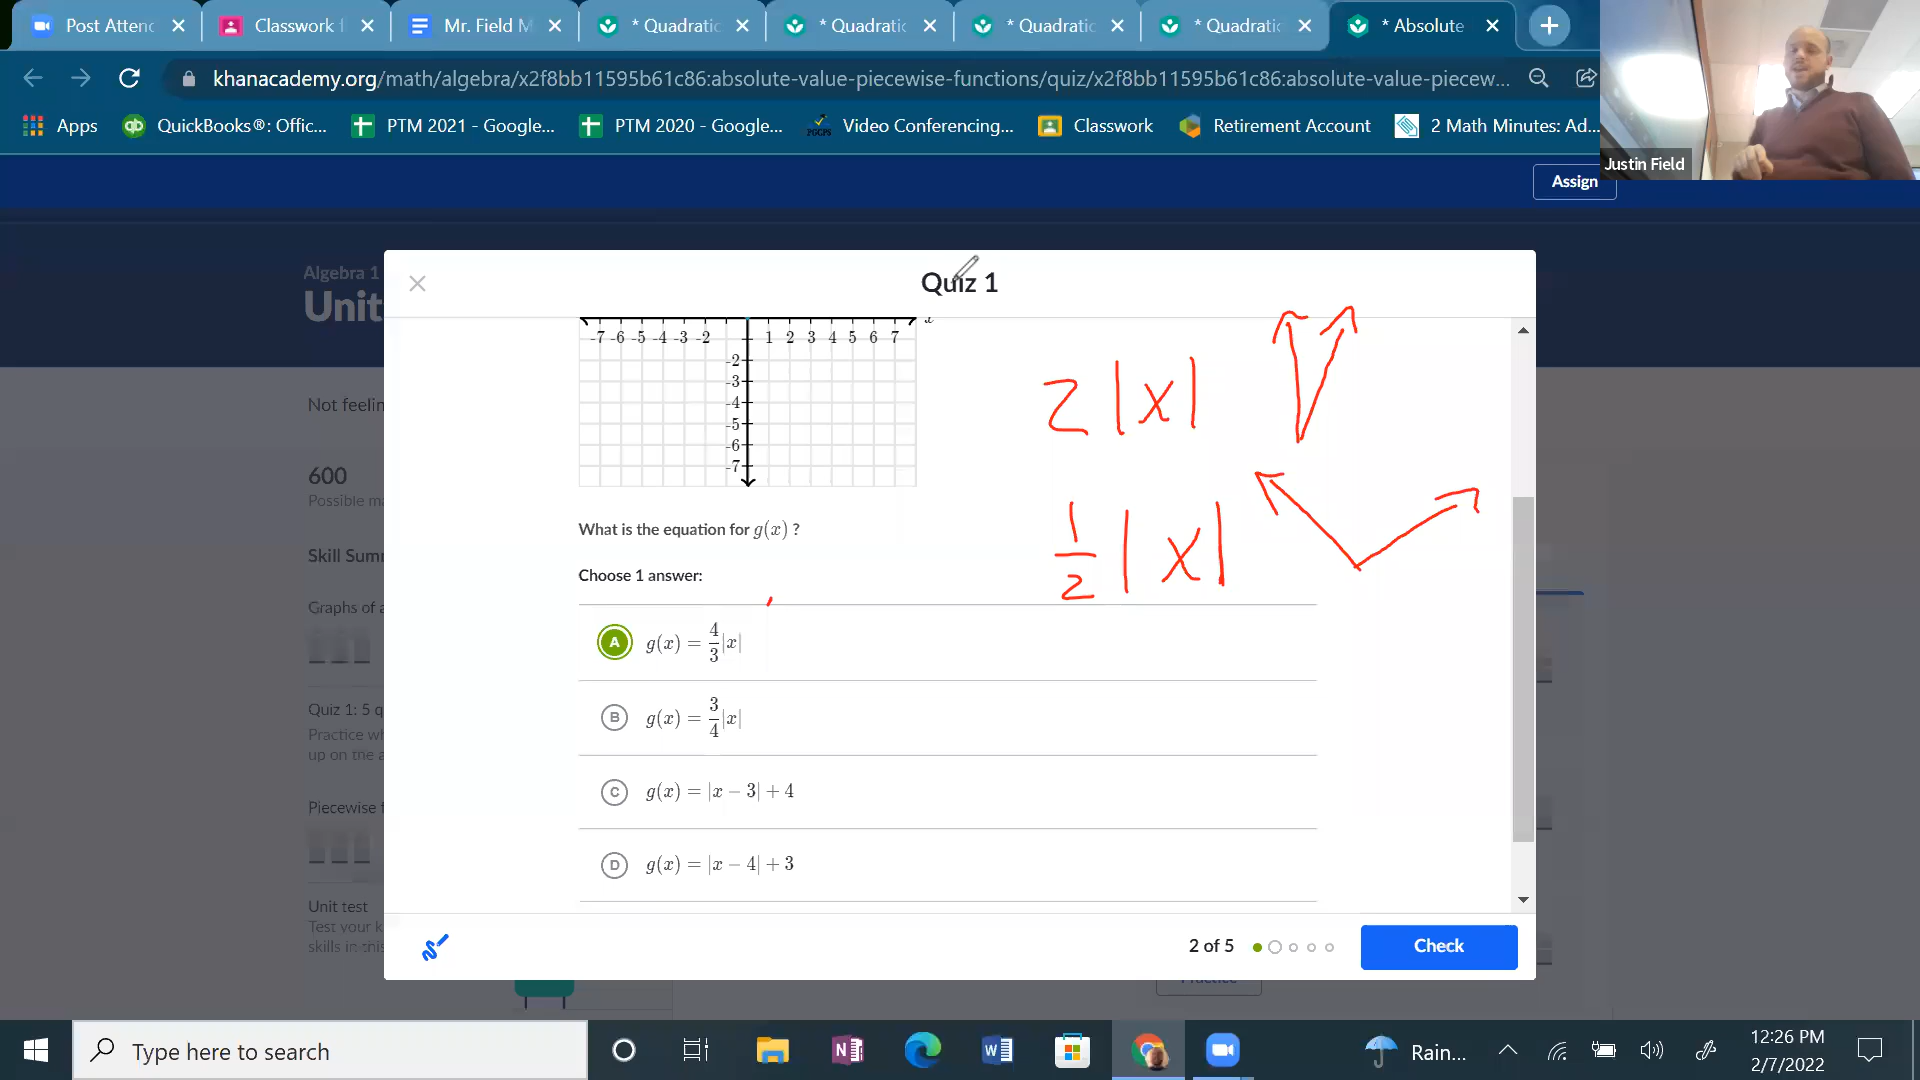 Post Attenc
Classwork f
Mr. Field M
* Quadratic
* Quadratic
* Quadratic
* Quadratic
* Absolute
khanacademy.org/math/algebra/x2f8bb11595b61c86:absolute-value-piecewise-functions/quiz/x2f8bb11595b61c86:absolute-value-piecew...
Apps
QuickBooks®: Offic...
PTM 2021 - Google...
PTM 2020 - Google...
Video Conferencing...
Classwork
Retirement Account
2 Math Minutes: Ad...
Justin Field
Assign
Algebra 1
Unit
Quiz 1
x
-7 -6 -5 -4 -3 -2 1 2 3 4 5 6 7
-2
-3
-4
-5
-6
-7
2 |x|
1/2 |x|
Not feelin
600
Possible ma
Skill Sum
Graphs of a
Quiz 1: 5 q
Practice wh
up on the a
Piecewise f
Unit test
Test your k
skills in this
What is the equation for g(x) ?
Choose 1 answer:
A g(x) = 4/3|x|
B g(x) = 3/4|x|
C g(x) = |x − 3| + 4
D g(x) = |x − 4| + 3
2 of 5
Check
Practice
Type here to search
Rain...
12:26 PM
2/7/2022